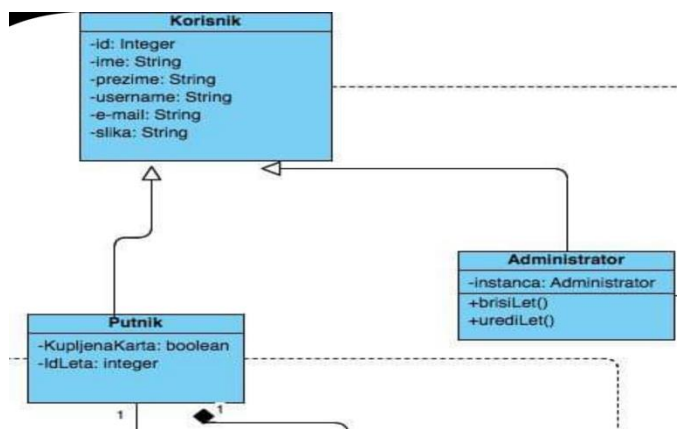 Korisnik
-id: Integer
-ime: String
-prezime: String
-username: String
-e-mail: String
-slika: String
Administrator
-instanca: Administrator
+brisiLet()
+urediLet()
Putnik
-KupljenaKarta: boolean
-IdLeta: integer
1
1